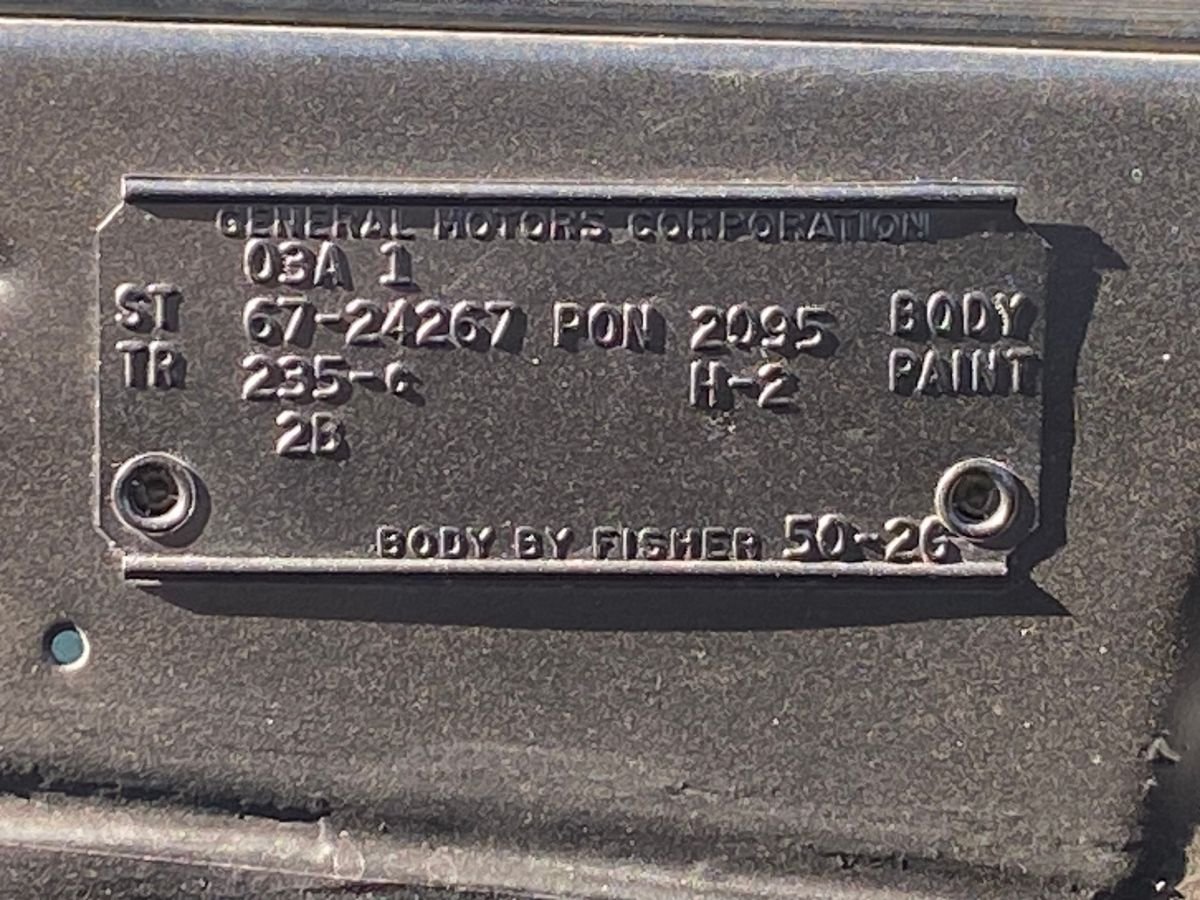 GENERAL MOTORS CORPORATION
03A 1
ST 67-24267 PON 2095 BODY
TR 235-G H-2 PAINT
2B
BODY BY FISHER 50-26